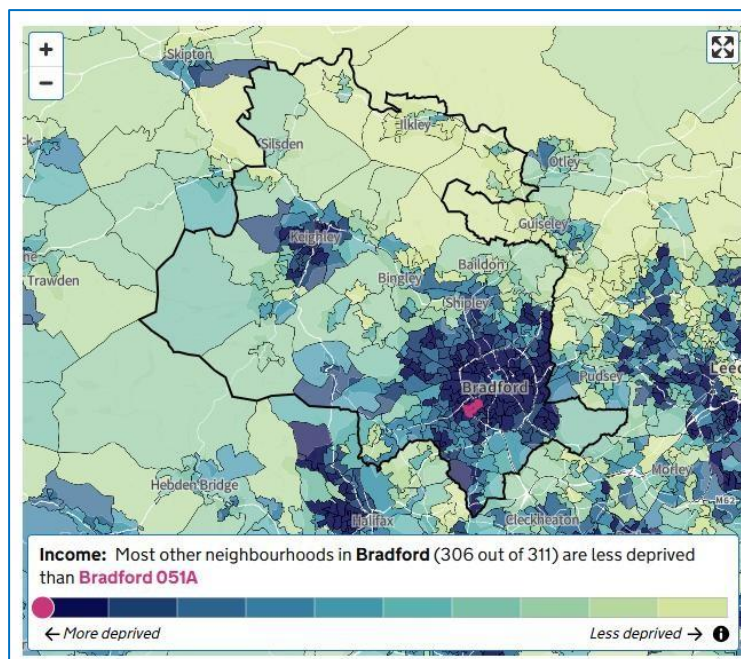 +
−
Skipton
Ilkley
Silsden
Otley
Guiseley
Keighley
Baildon
Trawden
Bingley
Shipley
Bradford
Pudsey
Morley
Hebden Bridge
M62
Halifax
Cleckheaton
Income: Most other neighbourhoods in Bradford (306 out of 311) are less deprived
than Bradford 051A
← More deprived
Less deprived →